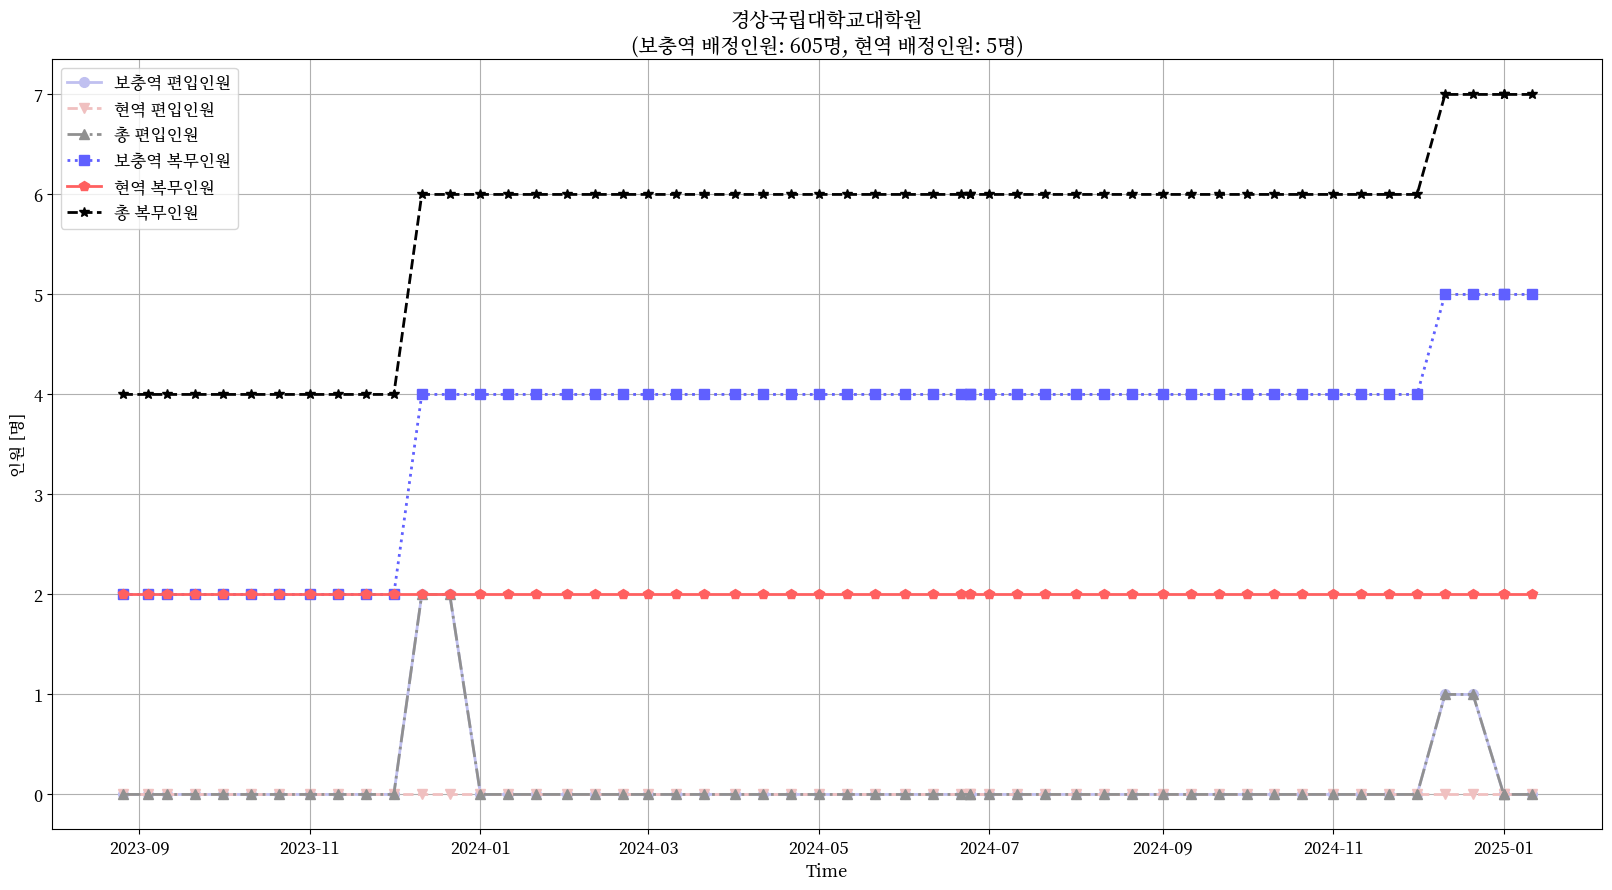 경상국립대학교대학원
(보충역 배정인원: 605명, 현역 배정인원: 5명)
보충역 편입인원
현역 편입인원
총 편입인원
보충역 복무인원
현역 복무인원
총 복무인원
인원 [명]
7
6
5
4
3
2
1
0
2023-09
2023-11
2024-01
2024-03
2024-05
2024-07
2024-09
2024-11
2025-01
Time